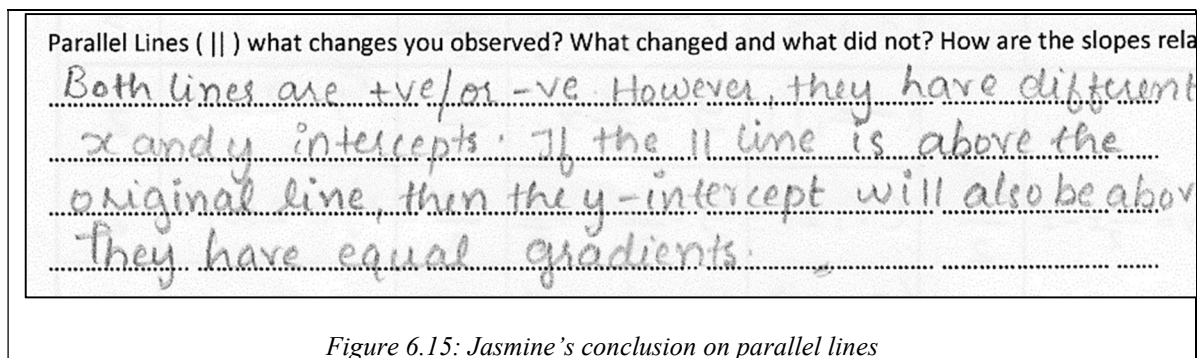 Parallel Lines ( || ) what changes you observed? What changed and what did not? How are the slopes rela
Both lines are +ve/or -ve. However, they have different
x and y intercepts. If the || line is above the
original line, then the y-intercept will also be abov
They have equal gradients.
Figure 6.15: Jasmine's conclusion on parallel lines